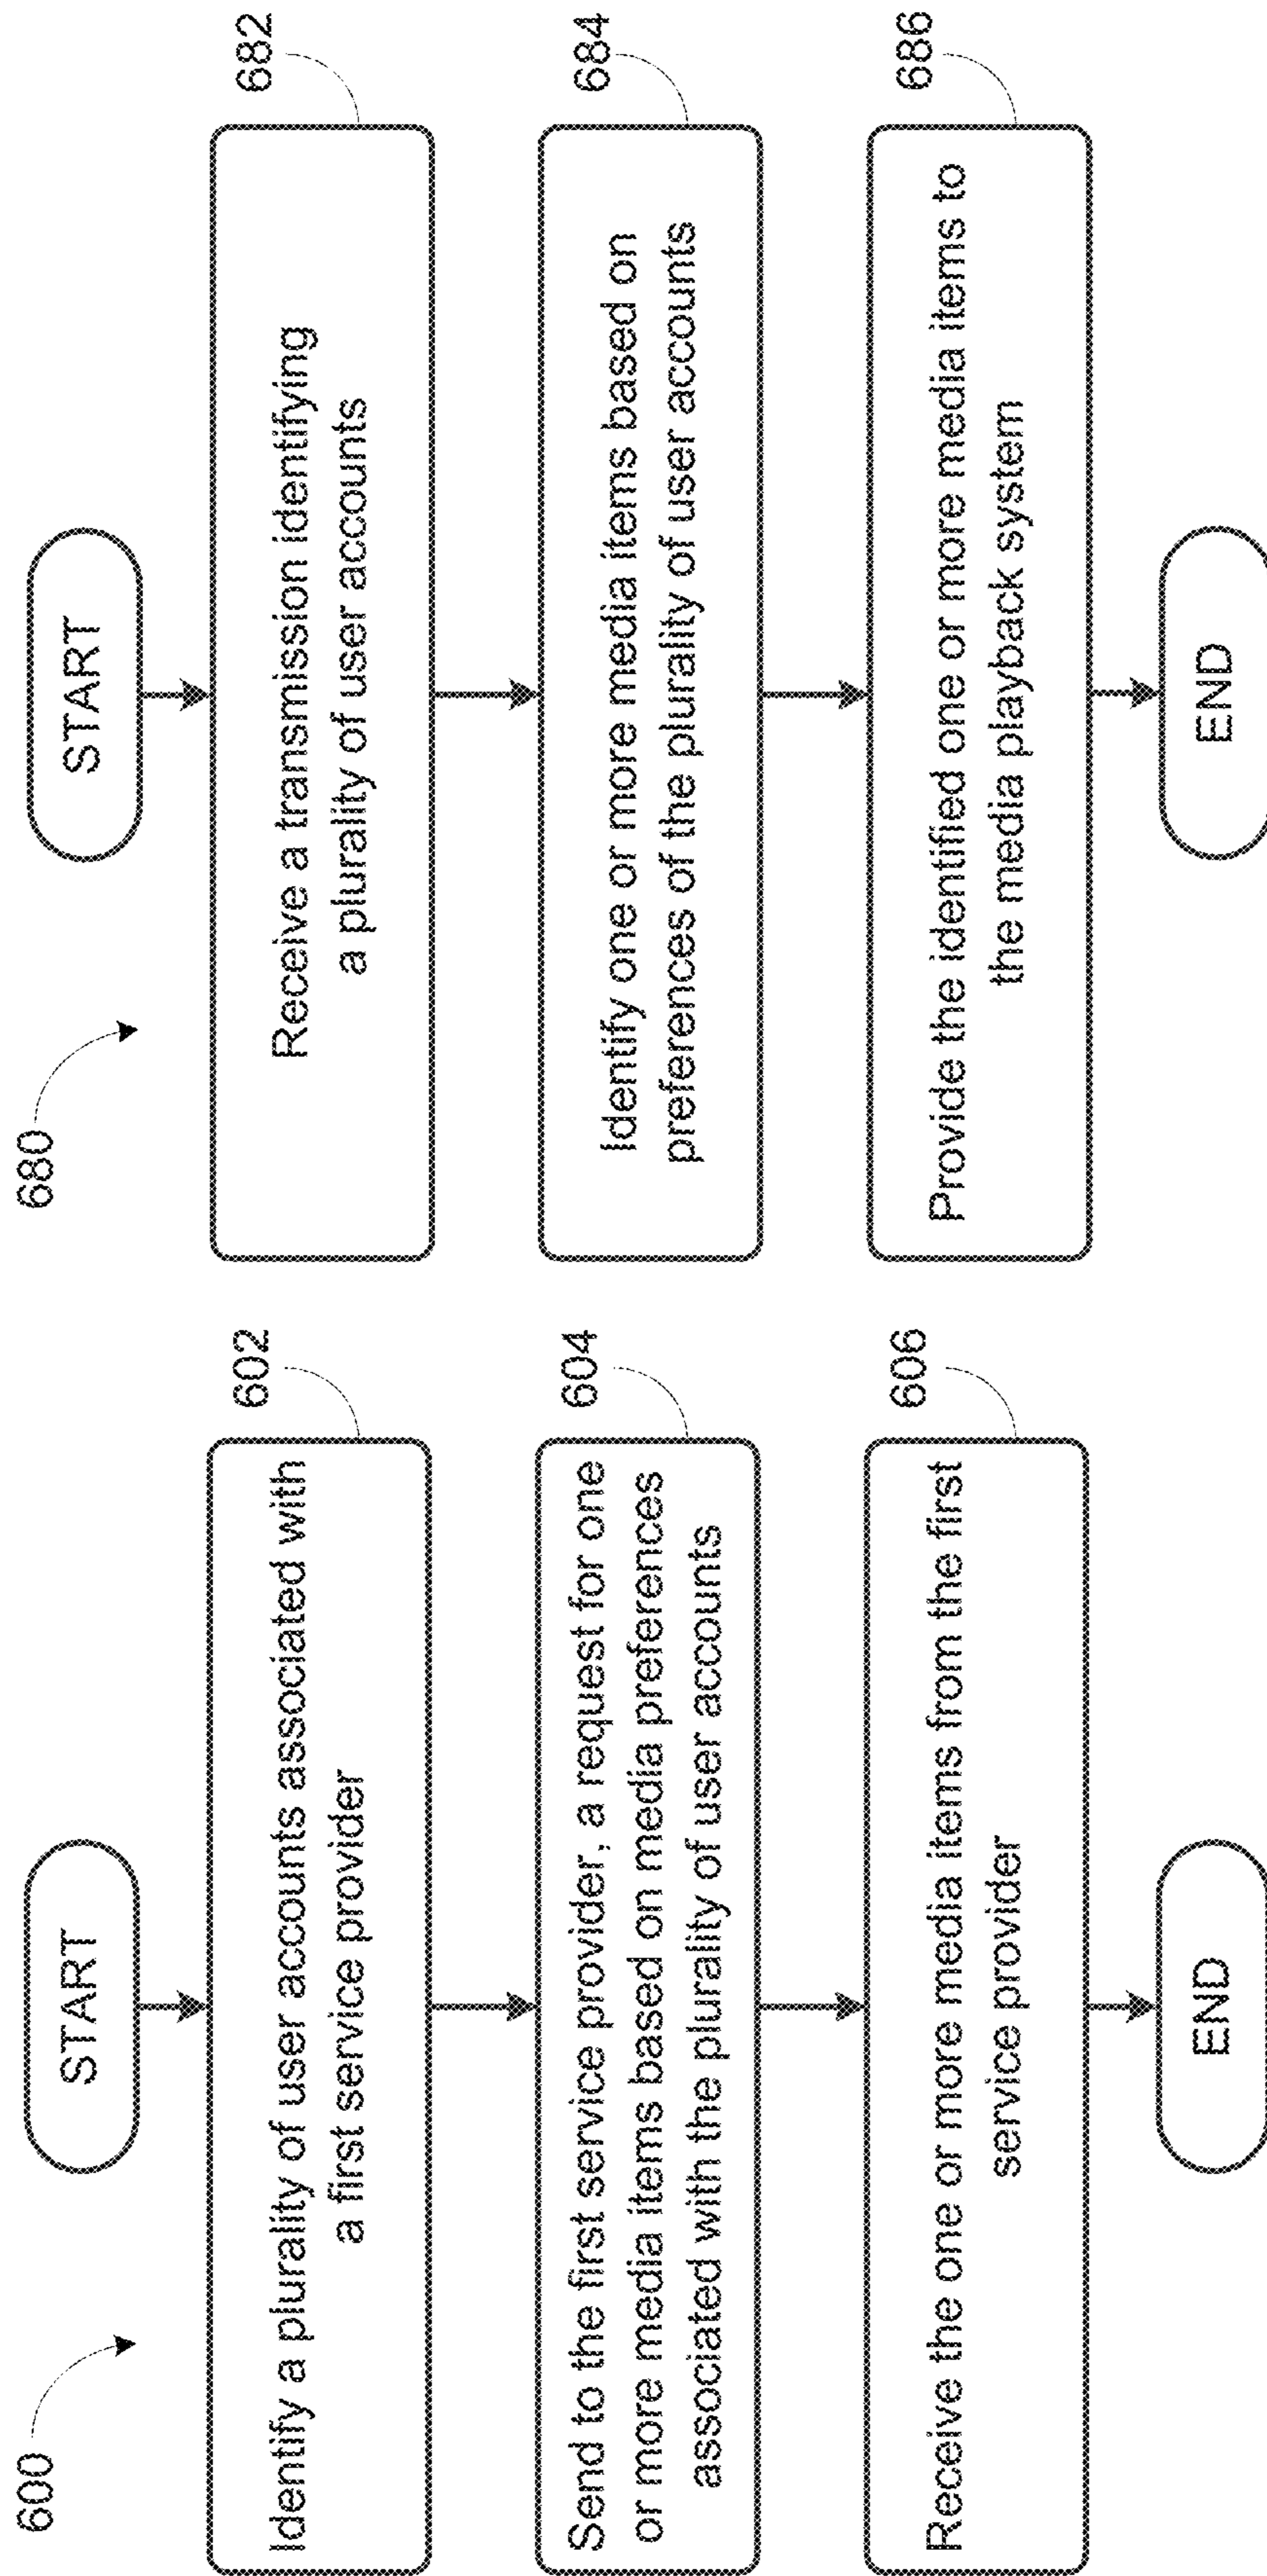 600
START
Identify a plurality of user accounts associated with
a first service provider
602
Send to the first service provider, a request for one
or more media items based on media preferences
associated with the plurality of user accounts
604
Receive the one or more media items from the first
service provider
606
END
680
START
Receive a transmission identifying
a plurality of user accounts
682
Identify one or more media items based on
preferences of the plurality of user accounts
684
Provide the identified one or more media items to
the media playback system
686
END